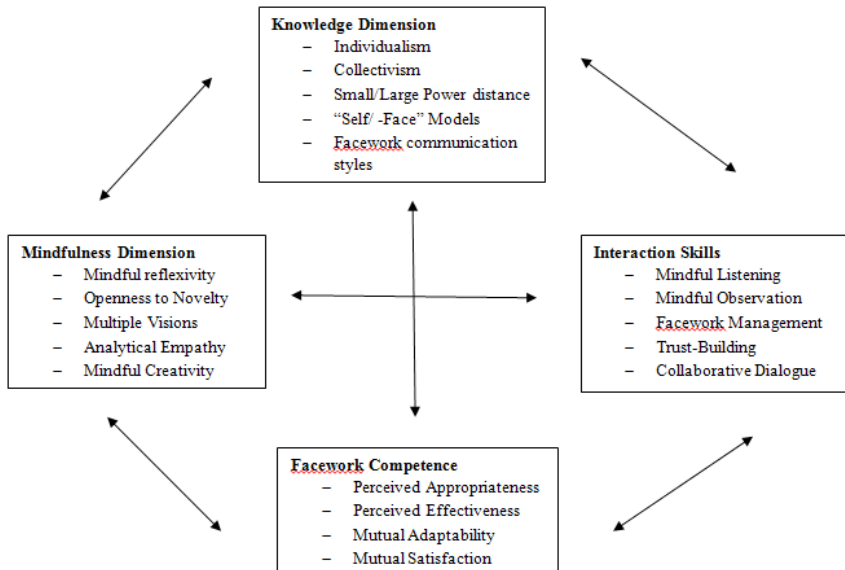 Knowledge Dimension
– Individualism
– Collectivism
– Small/Large Power distance
– “Self/ -Face” Models
– Facework communication
styles
Mindfulness Dimension
– Mindful reflexivity
– Openness to Novelty
– Multiple Visions
– Analytical Empathy
– Mindful Creativity
Interaction Skills
– Mindful Listening
– Mindful Observation
– Facework Management
– Trust-Building
– Collaborative Dialogue
Facework Competence
– Perceived Appropriateness
– Perceived Effectiveness
– Mutual Adaptability
– Mutual Satisfaction